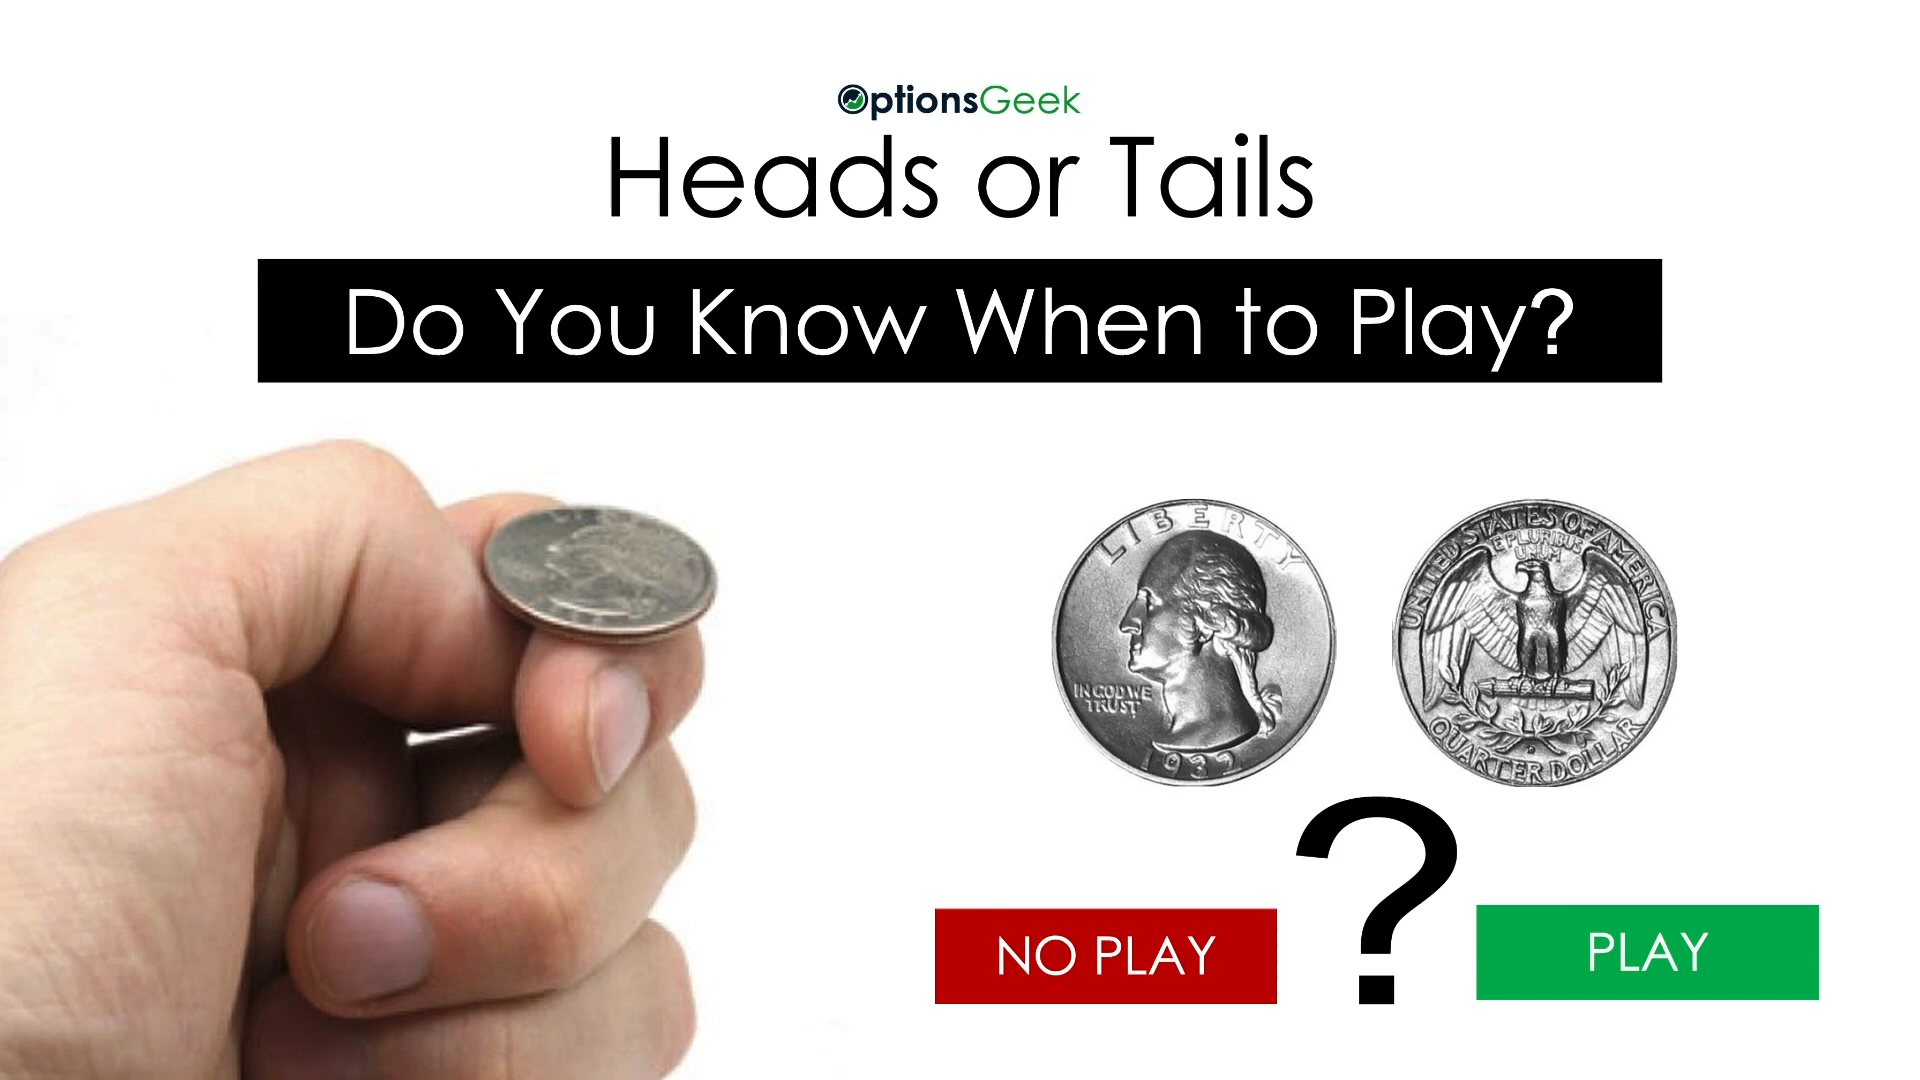 OptionsGeek
Heads or Tails
Do You Know When to Play?
LIBERTY
IN GOD WE
TRUST
1932
UNITED STATES OF AMERICA
E PLURIBUS
UNUM
QUARTER DOLLAR
?
NO PLAY
PLAY